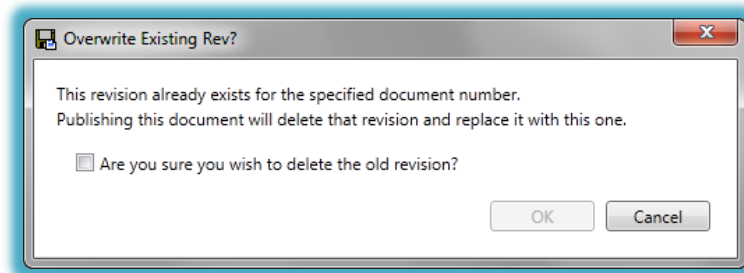 Overwrite Existing Rev?
This revision already exists for the specified document number.
Publishing this document will delete that revision and replace it with this one.
Are you sure you wish to delete the old revision?
OK Cancel